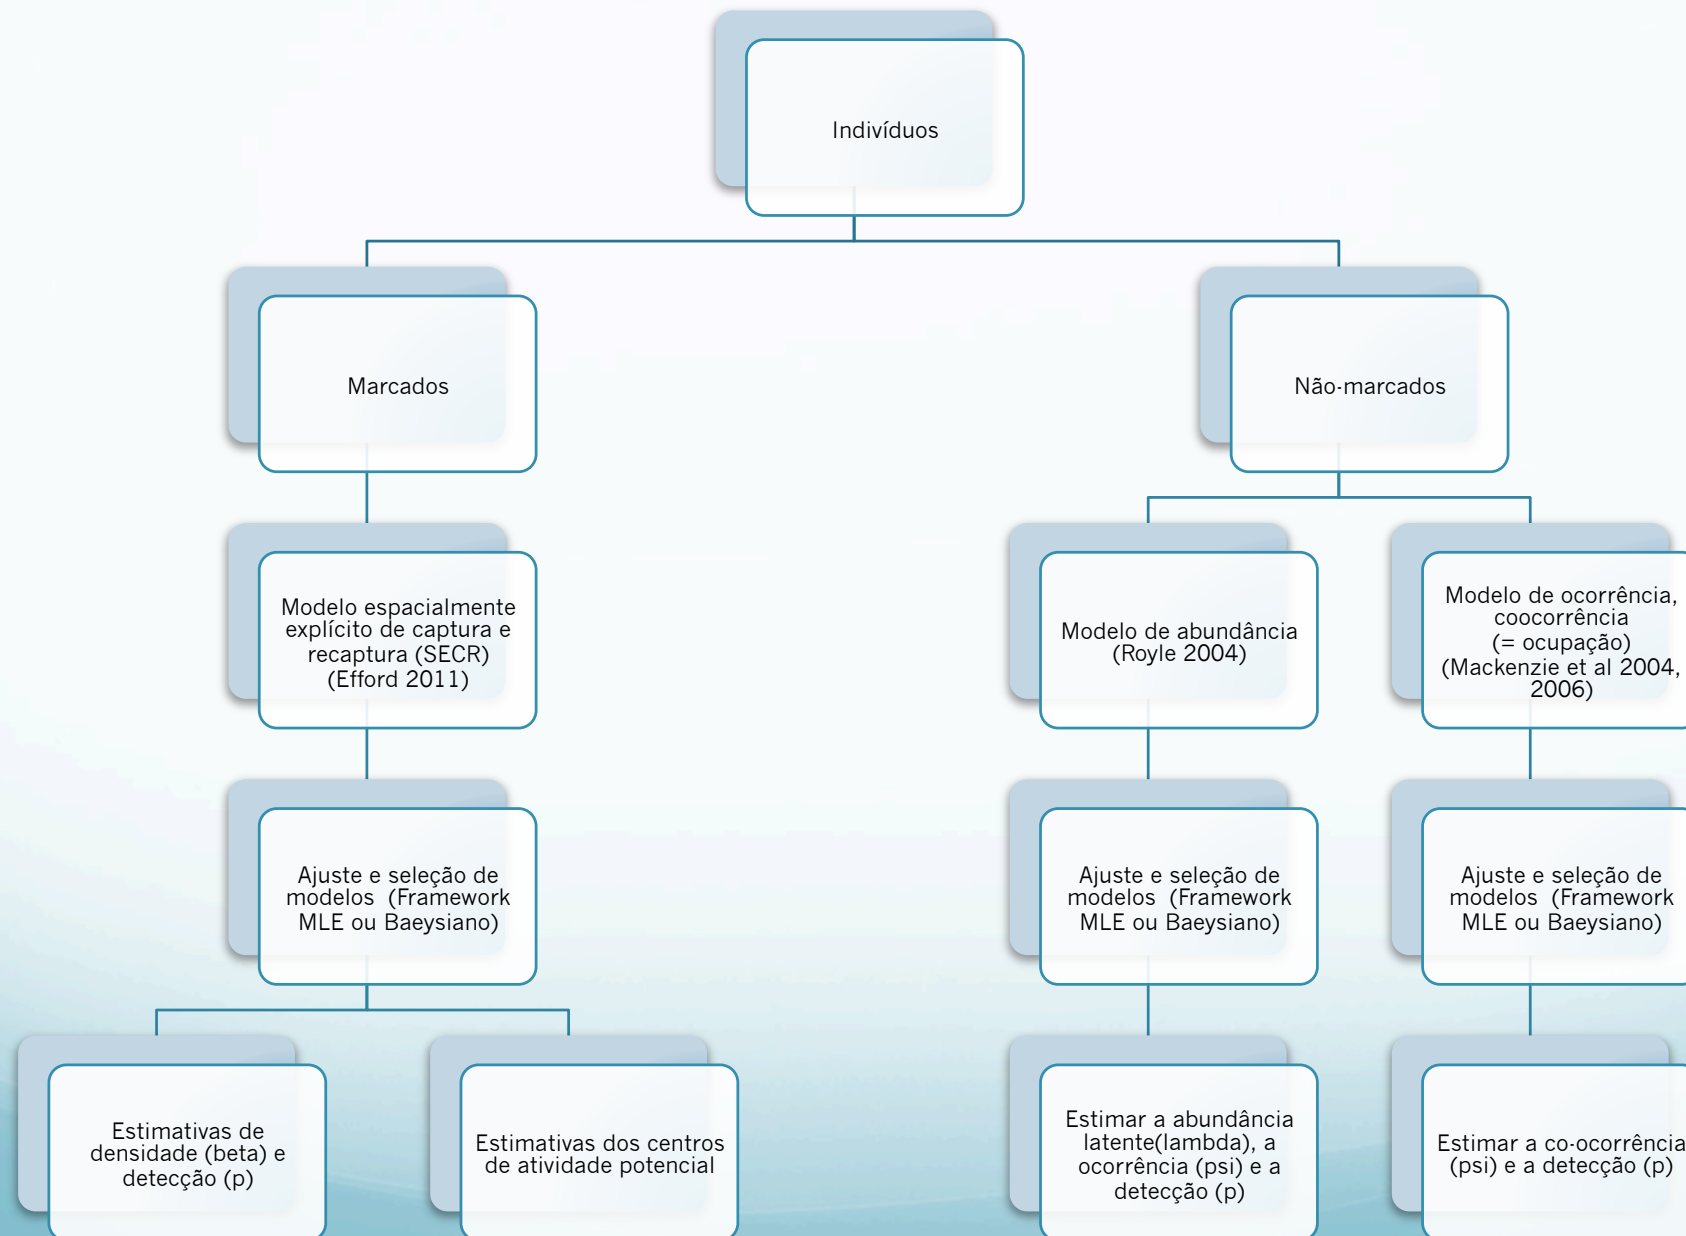 Indivíduos
Marcados
Não-marcados
Modelo espacialmente
explícito de captura e
recaptura (SECR)
(Efford 2011)
Modelo de abundância
(Royle 2004)
Modelo de ocorrência,
coocorrência
(= ocupação)
(Mackenzie et al 2004,
2006)
Ajuste e seleção de
modelos (Framework
MLE ou Baeysiano)
Ajuste e seleção de
modelos (Framework
MLE ou Baeysiano)
Ajuste e seleção de
modelos (Framework
MLE ou Baeysiano)
Estimativas de
densidade (beta) e
detecção (p)
Estimativas dos centros
de atividade potencial
Estimar a abundância
latente(lambda), a
ocorrência (psi) e a
detecção (p)
Estimar a co-ocorrência
(psi) e a detecção (p)